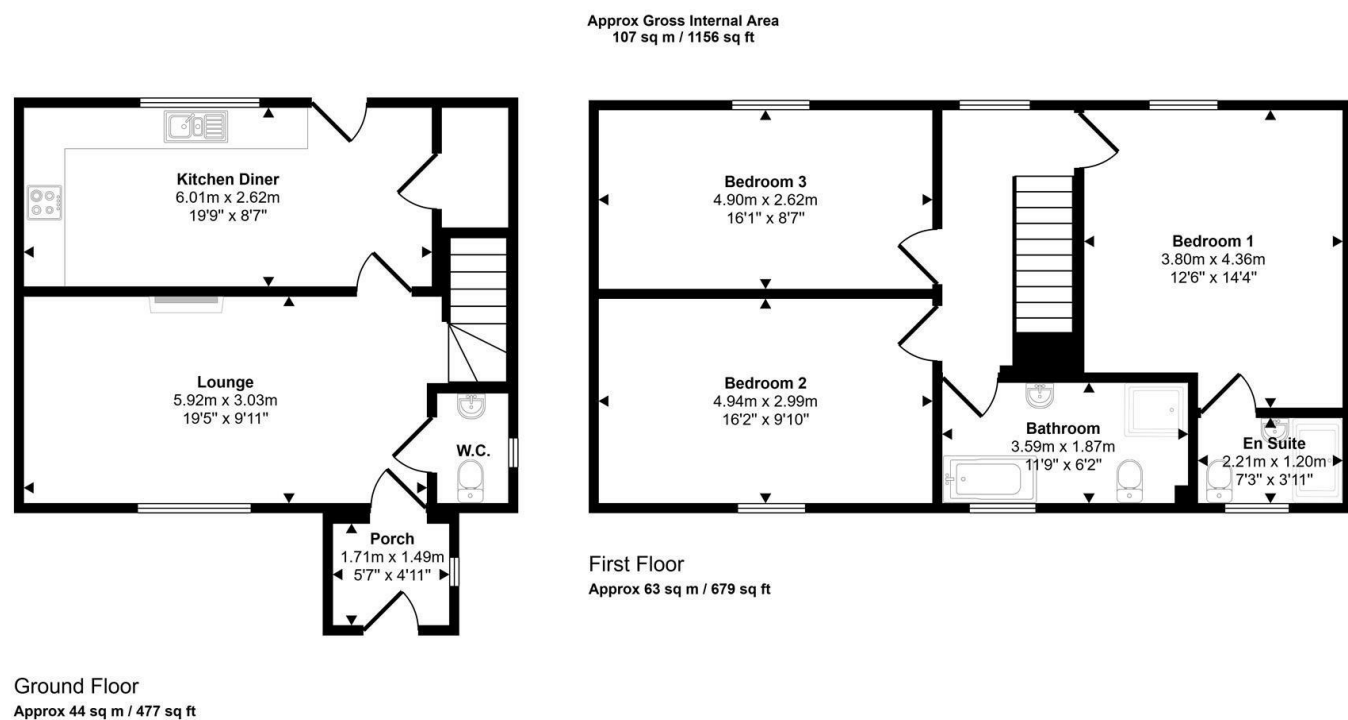 Approx Gross Internal Area
107 sq m / 1156 sq ft
Kitchen Diner
6.01m x 2.62m
19'9" x 8'7"
Lounge
5.92m x 3.03m
19'5" x 9'11"
W.C.
Porch
1.71m x 1.49m
5'7" x 4'11"
Ground Floor
Approx 44 sq m / 477 sq ft
Bedroom 3
4.90m x 2.62m
16'1" x 8'7"
Bedroom 1
3.80m x 4.36m
12'6" x 14'4"
Bedroom 2
4.94m x 2.99m
16'2" x 9'10"
Bathroom
3.59m x 1.87m
11'9" x 6'2"
En Suite
2.21m x 1.20m
7'3" x 3'11"
First Floor
Approx 63 sq m / 679 sq ft